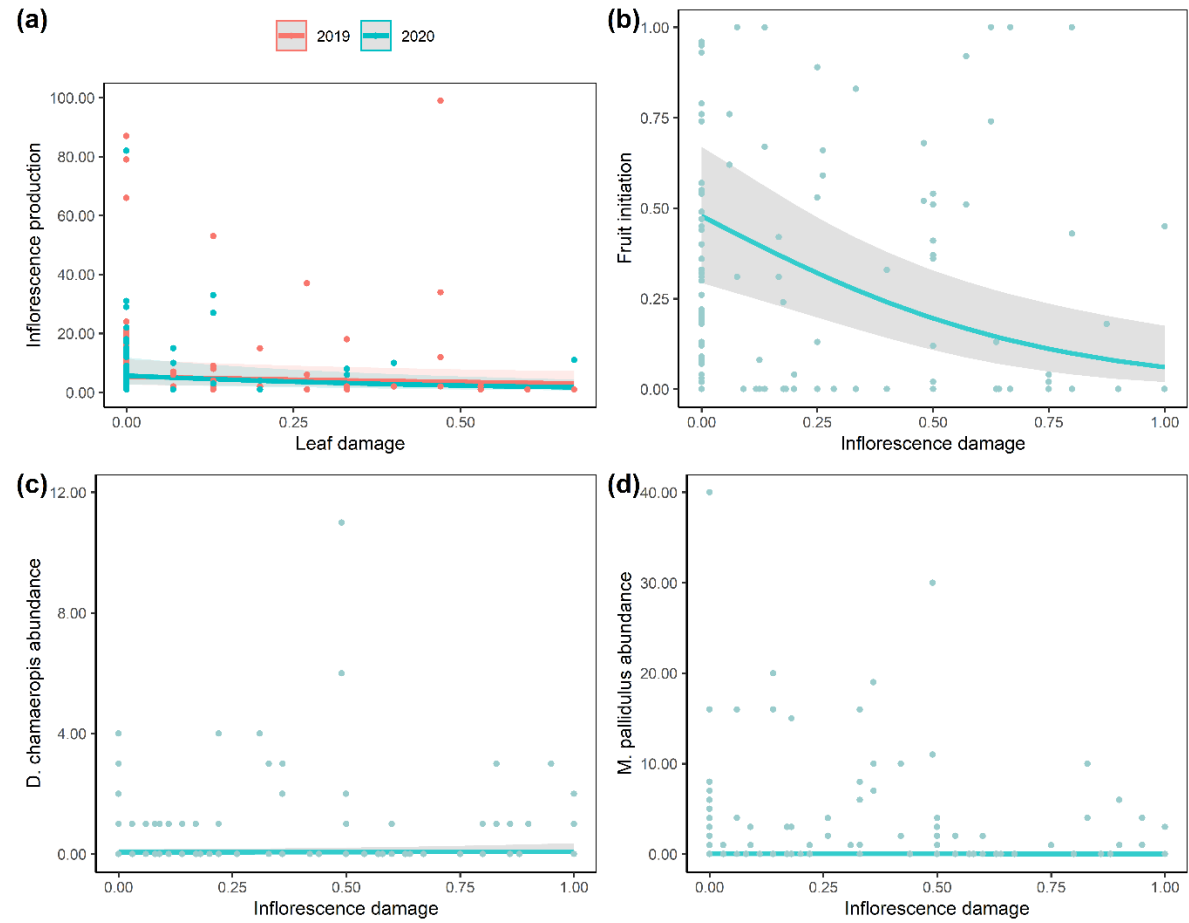 (a)
2019 2020
100.00
80.00
60.00
40.00
20.00
0.00
Inflorescence production
0.00 0.25 0.50
Leaf damage
(b)
1.00
0.75
0.50
0.25
0.00
Fruit initiation
0.00 0.25 0.50 0.75 1.00
Inflorescence damage
(c)
12.00
8.00
4.00
0.00
D. chamaeropis abundance
0.00 0.25 0.50 0.75 1.00
Inflorescence damage
(d)
40.00
30.00
20.00
10.00
0.00
M. pallidulus abundance
0.00 0.25 0.50 0.75 1.00
Inflorescence damage